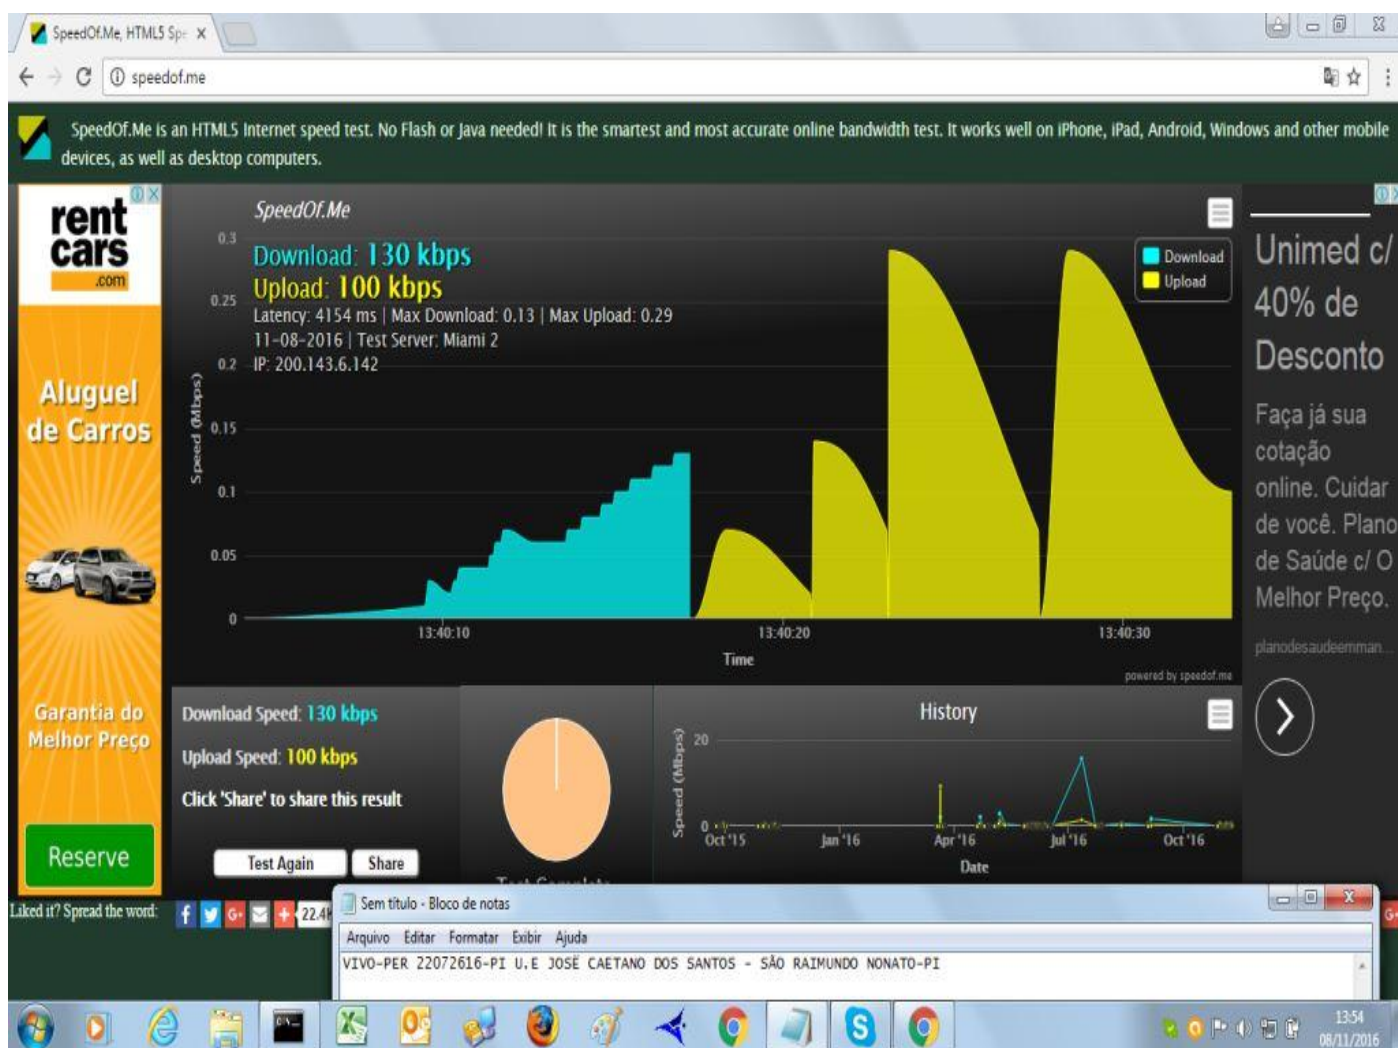 SpeedOf.Me, HTML5 Spe
speedof.me
SpeedOf.Me is an HTML5 Internet speed test. No Flash or Java needed! It is the smartest and most accurate online bandwidth test. It works well on iPhone, iPad, Android, Windows and other mobile
devices, as well as desktop computers.
rent
cars
.com
Aluguel
de Carros
Garantia do
Melhor Preço
Reserve
SpeedOf.Me
Download: 130 kbps
Upload: 100 kbps
Latency: 4154 ms | Max Download: 0.13 | Max Upload: 0.29
11-08-2016 | Test Server: Miami 2
IP: 200.143.6.142
Download
Upload
Speed (Mbps)
0.3
0.25
0.2
0.15
0.1
0.05
0
13:40:10 13:40:20 13:40:30
Time
powered by speedof.me
Unimed c/
40% de
Desconto
Faça já sua
cotação
online. Cuidar
de você. Plano
de Saúde c/ O
Melhor Preço.
planodesaudeemman...
Download Speed: 130 kbps
Upload Speed: 100 kbps
Click 'Share' to share this result
Test Again Share
Test Complete
History
Speed (Mbps)
20
0
Oct '15 Jan '16 Apr '16 Jul '16 Oct '16
Date
Liked it? Spread the word:
22.4K
Sem título - Bloco de notas
Arquivo Editar Formatar Exibir Ajuda
VIVO-PER 22072616-PI U.E JOSÉ CAETANO DOS SANTOS - SÃO RAIMUNDO NONATO-PI
13:54
08/11/2016